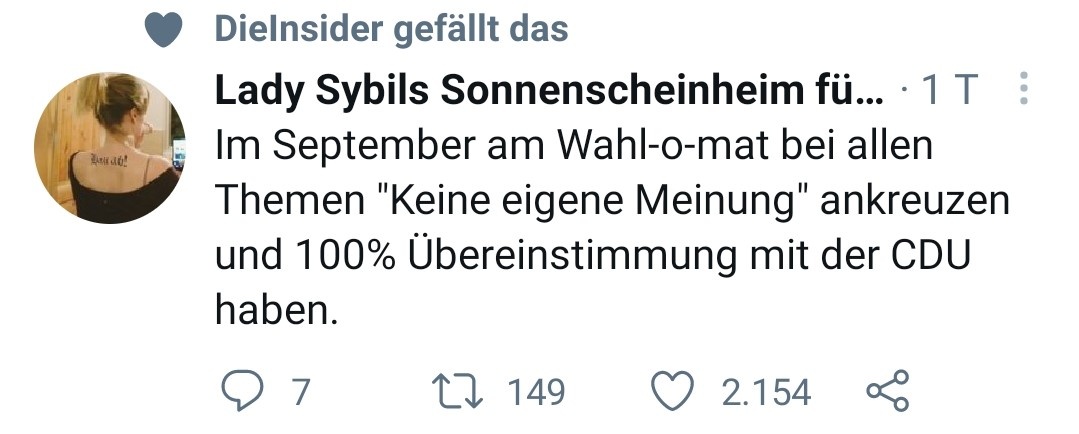 DieInsider gefällt das
Lady Sybils Sonnenscheinheim fü... · 1 T
Im September am Wahl-o-mat bei allen
Themen "Keine eigene Meinung" ankreuzen
und 100% Übereinstimmung mit der CDU
haben.
7 149 2.154